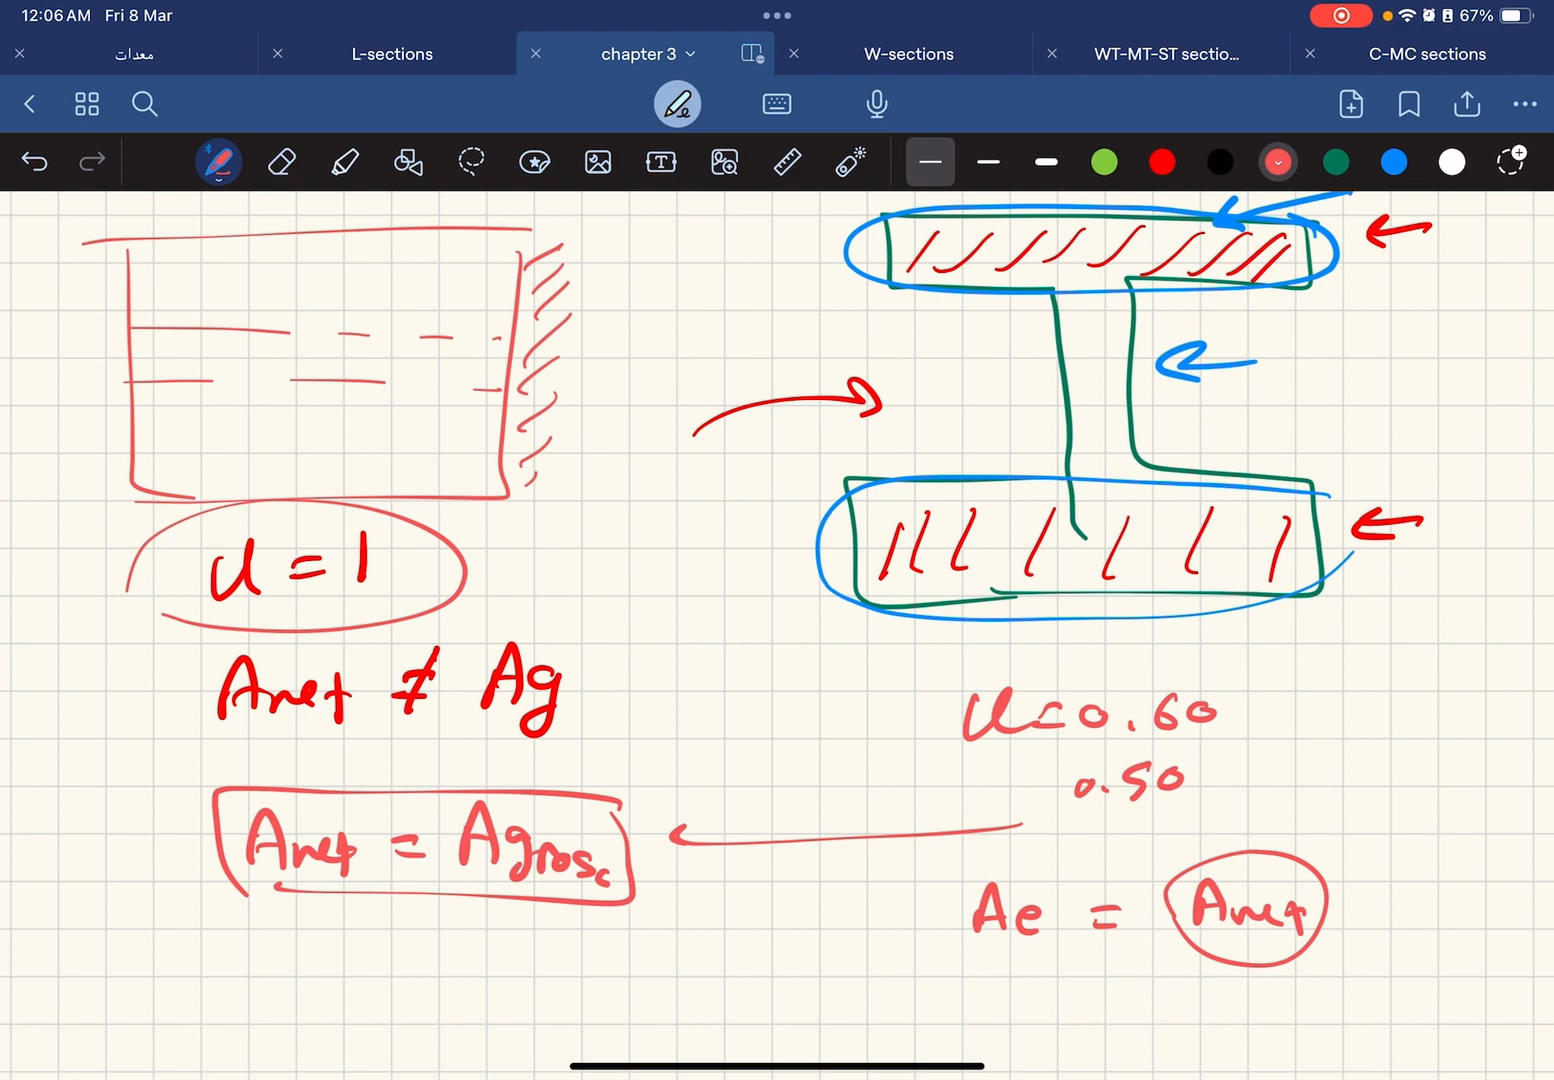 12:06 AM Fri 8 Mar
67%
معدات
L-sections
chapter 3
W-sections
WT-MT-ST sectio...
C-MC sections
U = 1
Anet ≠ Ag
U = 0.60
0.50
Anet = Agross
Ae = Anet